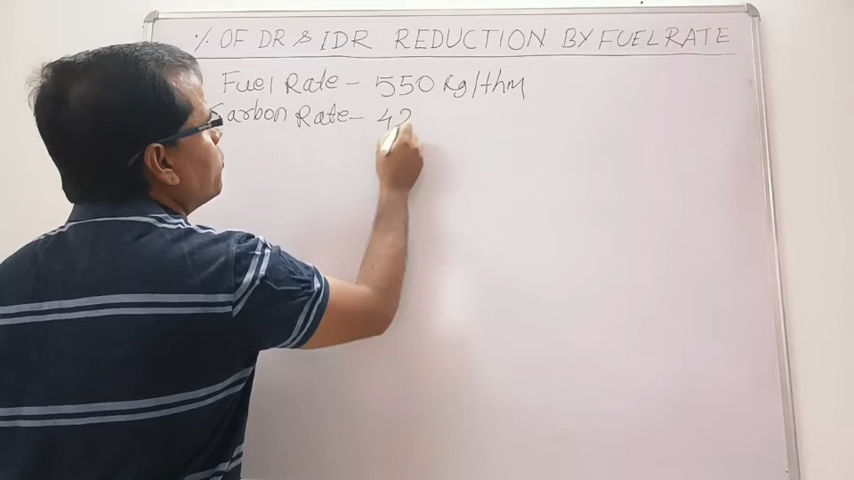 % OF DR & IDR REDUCTION BY FUEL RATE
Fuel Rate - 550 Kg/thm
Carbon Rate - 42